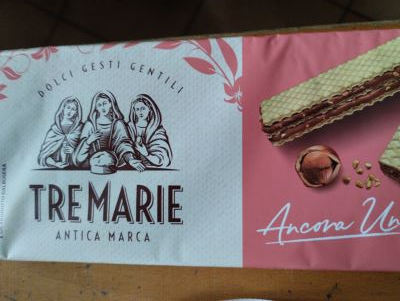 DOLCI GESTI GENTILI
TRE MARIE
ANTICA MARCA
Ancora Un